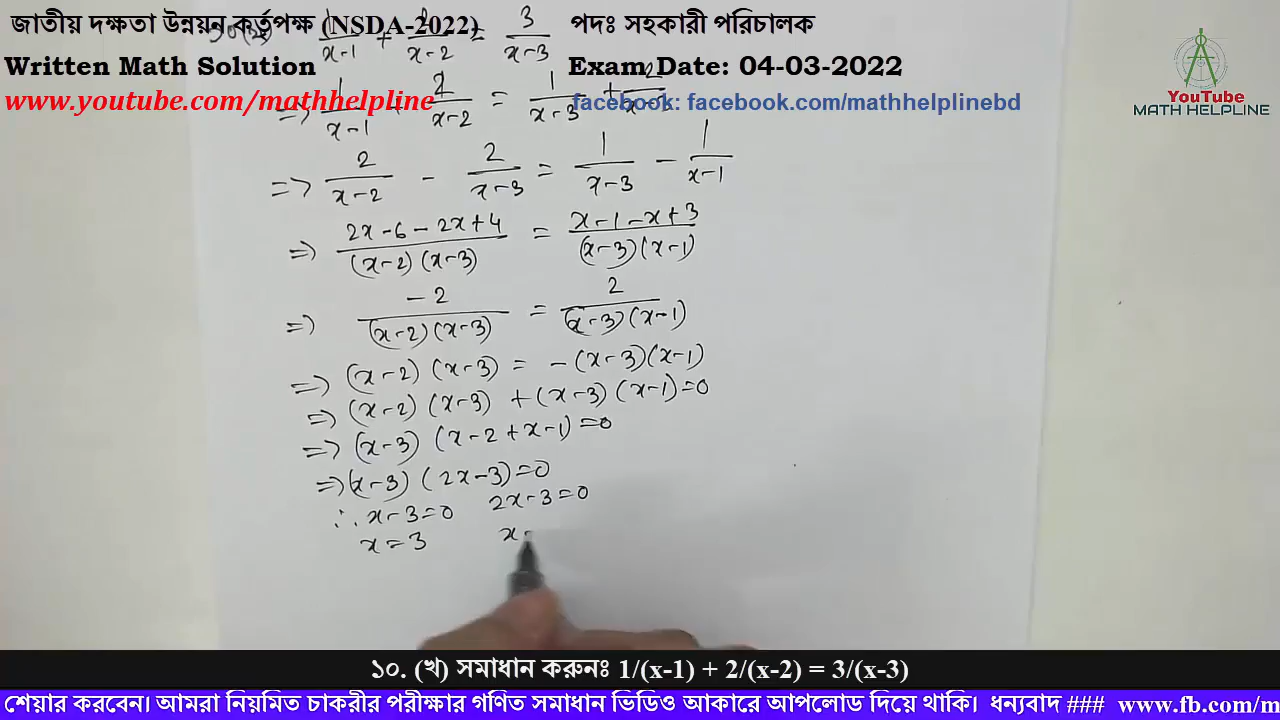 জাতীয় দক্ষতা উন্নয়ন কর্তৃপক্ষ (NSDA-2022) পদঃ সহকারী পরিচালক
x-1 + x-2 = 3/(x-3)
Written Math Solution Exam Date: 04-03-2022
www.youtube.com/mathhelpline facebook: facebook.com/mathhelplinebd
YouTube
MATH HELPLINE
=> 1/(x-1) + 2/(x-2) = 1/(x-3) + 2/
=> 2/(x-2) - 2/(x-3) = 1/(x-3) - 1/(x-1)
=> (2x-6-2x+4)/((x-2)(x-3)) = (x-1-x+3)/((x-3)(x-1))
=> -2/((x-2)(x-3)) = 2/((x-3)(x-1))
=> (x-2)(x-3) = -(x-3)(x-1)
=> (x-2)(x-3) + (x-3)(x-1)=0
=> (x-3)(x-2+x-1)=0
=> (x-3)(2x-3)=0
∴ x-3=0 2x-3=0
x=3 x=
১০. (খ) সমাধান করুনঃ 1/(x-1) + 2/(x-2) = 3/(x-3)
শেয়ার করবেন। আমরা নিয়মিত চাকরীর পরীক্ষার গণিত সমাধান ভিডিও আকারে আপলোড দিয়ে থাকি। ধন্যবাদ ### www.fb.com/m